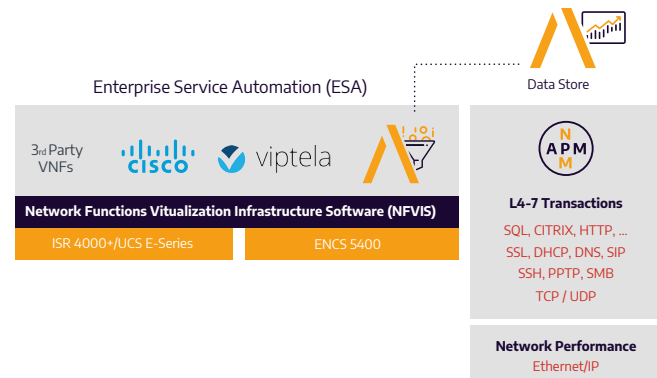 Enterprise Service Automation (ESA)
Data Store
3rd Party
VNFs
CISCO
viptela
Network Functions Vitualization Infrastructure Software (NFVIS)
ISR 4000+/UCS E-Series
ENCS 5400
N
APM
M
L4-7 Transactions
SQL, CITRIX, HTTP, ...
SSL, DHCP, DNS, SIP
SSH, PPTP, SMB
TCP / UDP
Network Performance
Ethernet/IP